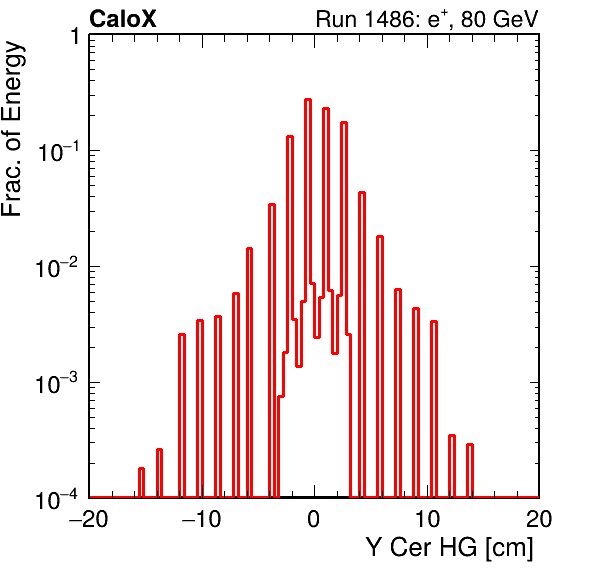 CaloX Run 1486: e⁺, 80 GeV
Frac. of Energy
1
10⁻¹
10⁻²
10⁻³
10⁻⁴
−20 −10 0 10 20
Y Cer HG [cm]